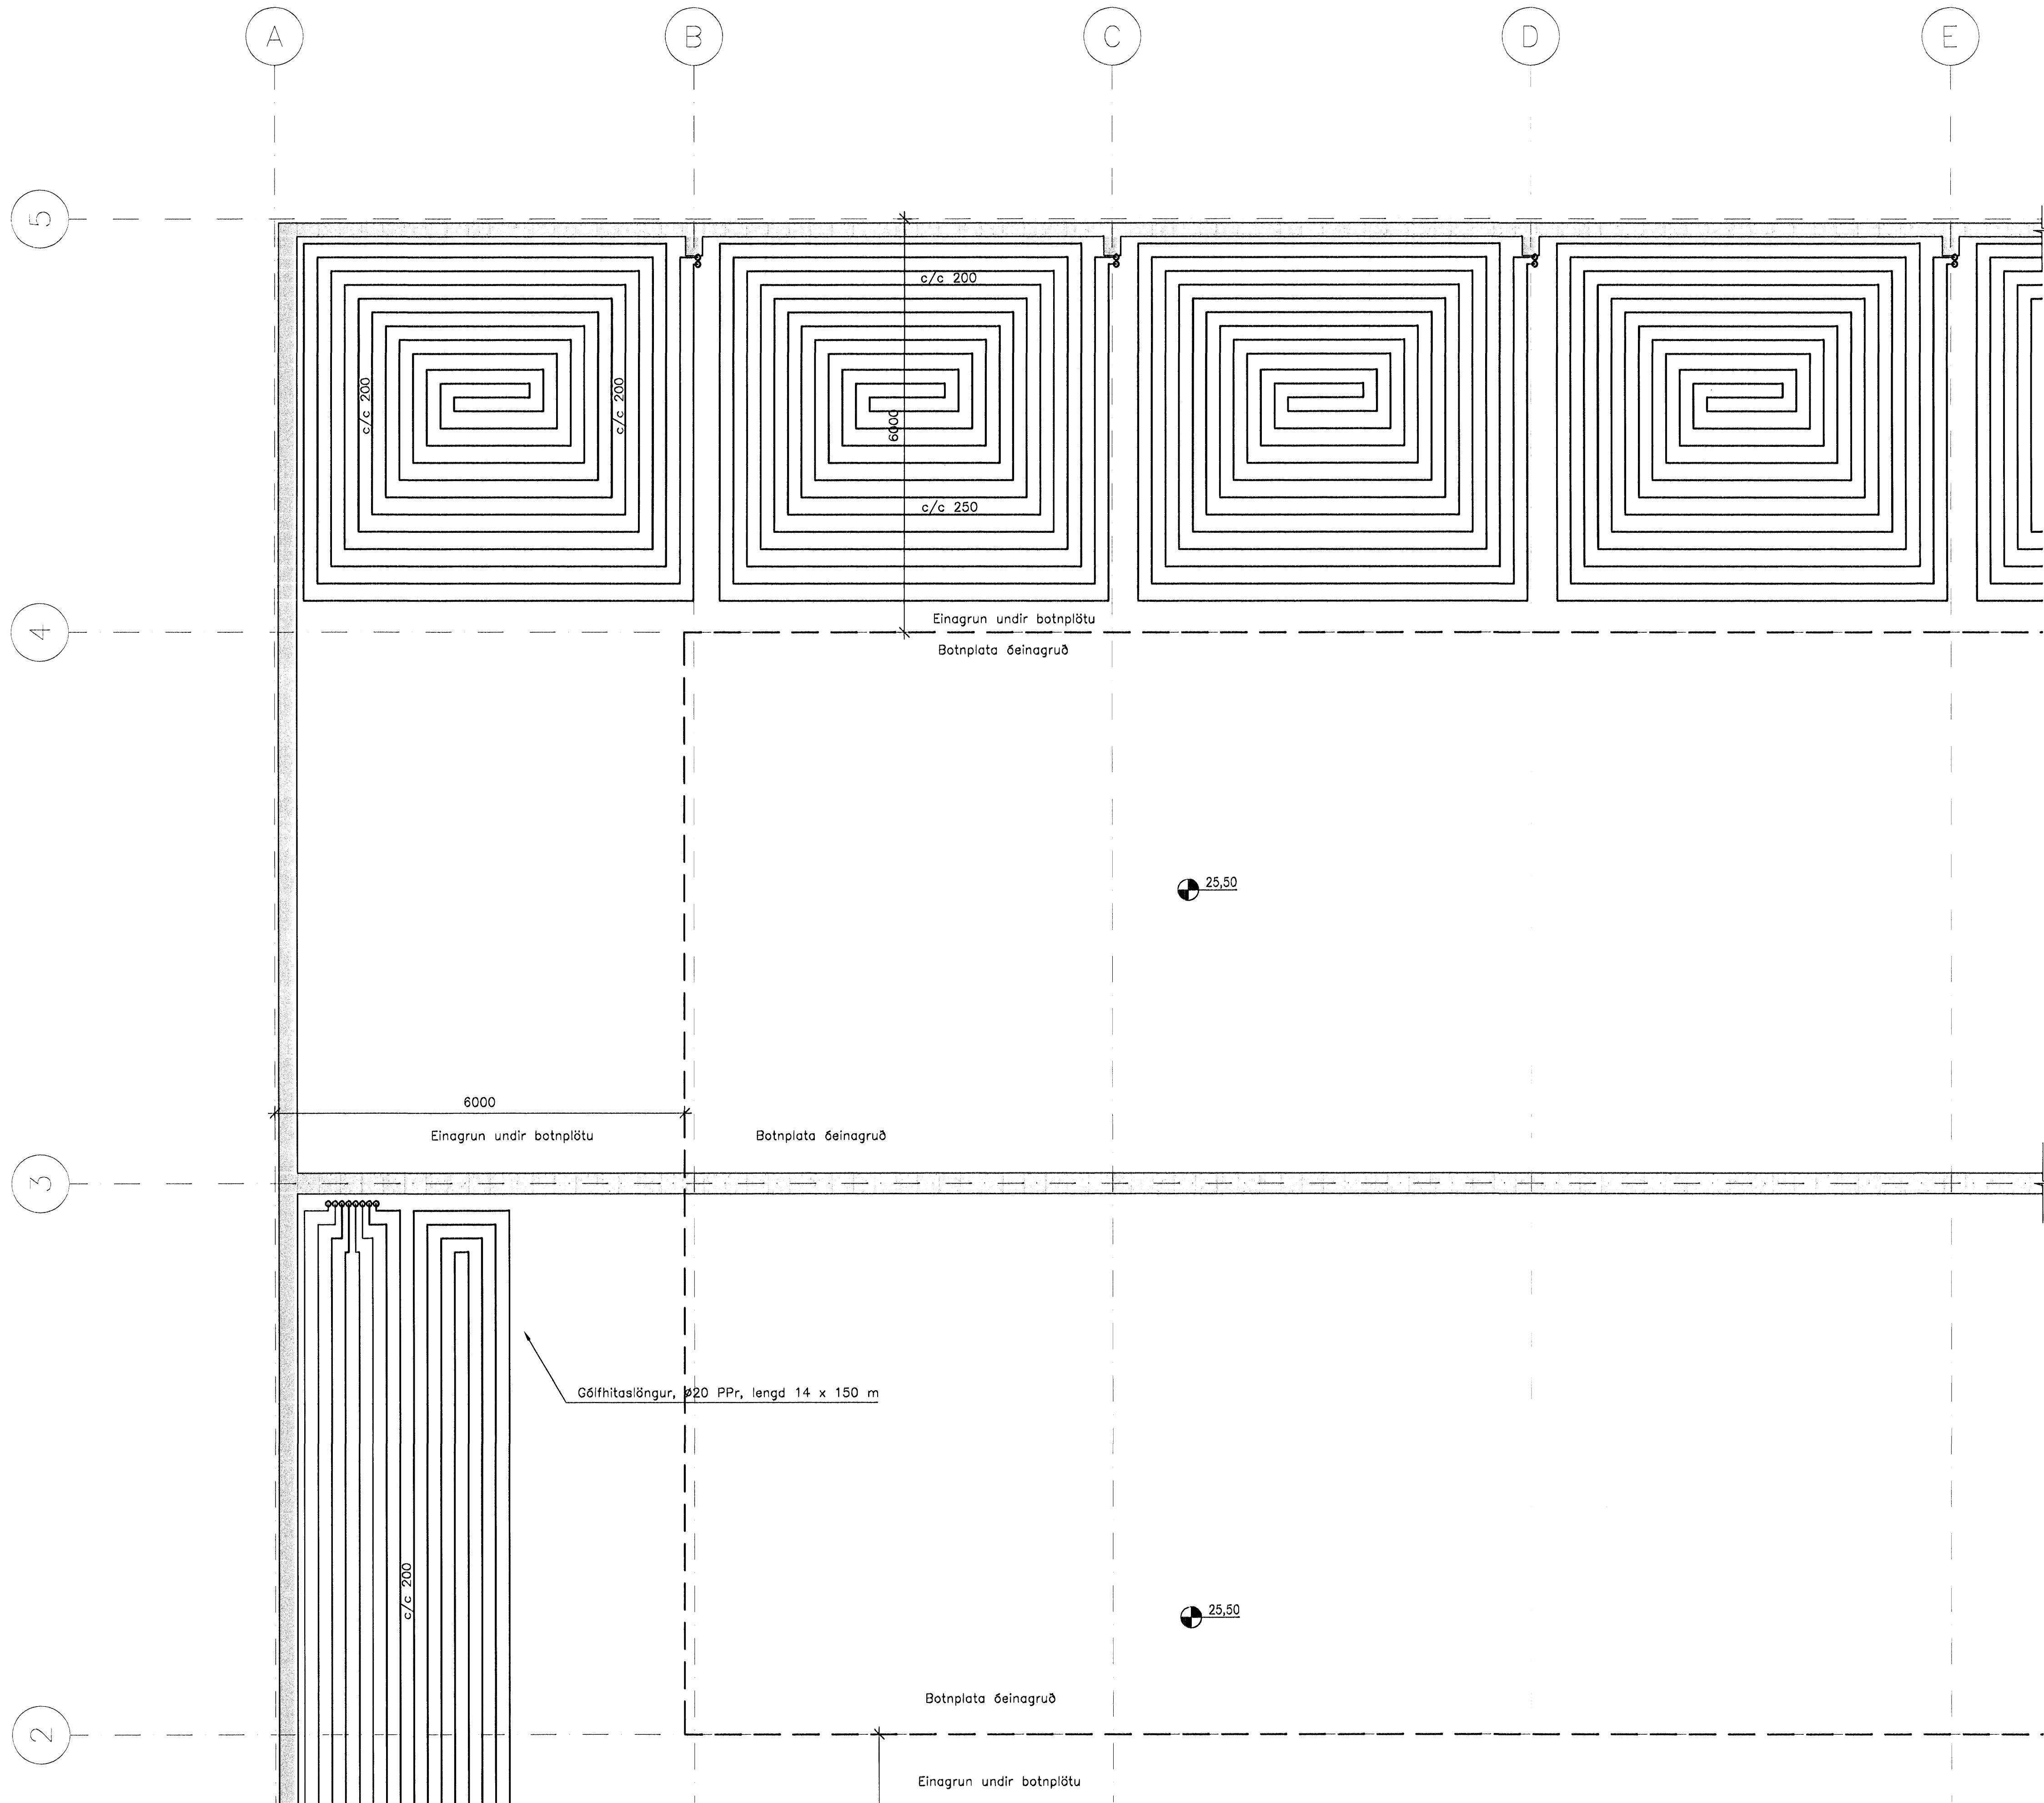 A
B
C
D
E
5
c/c 200
c/c 200
c/c 200
6000
c/c 250
4
Einagrun undir botnplötu
Botnplata óeinagruð
25,50
6000
Einagrun undir botnplötu
Botnplata óeinagruð
3
Gólfhitaslöngur, ø20 PPr, lengd 14 x 150 m
c/c 200
25,50
Botnplata óeinagruð
2
Einagrun undir botnplötu